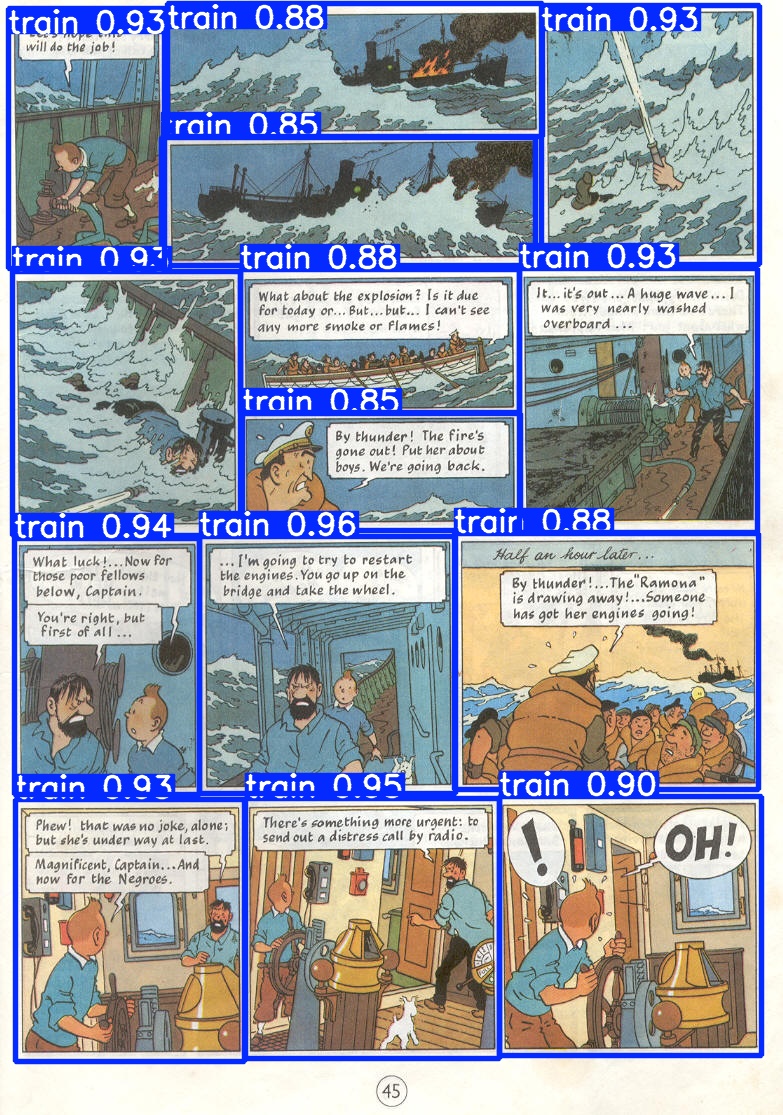 train 0.93
will do the job!
train 0.88
train 0.93
train 0.85
train 0.93
train 0.88
What about the explosion? Is it due
for today or...But...but... I can't see
any more smoke or flames!
train 0.93
It...it's out... A huge wave... I
was very nearly washed
overboard ...
train 0.85
By thunder! The fire's
gone out! Put her about
boys. We're going back.
train 0.94
What luck!...Now for
those poor fellows
below, Captain.
You're right, but
first of all ...
train 0.96
... I'm going to try to restart
the engines. You go up on the
bridge and take the wheel.
train 0.88
Half an hour later...
By thunder!...The "Ramona"
is drawing away!...Someone
has got her engines going!
train 0.93
Phew! that was no joke, alone;
but she's under way at last.
Magnificent, Captain...And
now for the Negroes.
train 0.95
There's something more urgent: to
send out a distress call by radio.
train 0.90
!
OH!
45